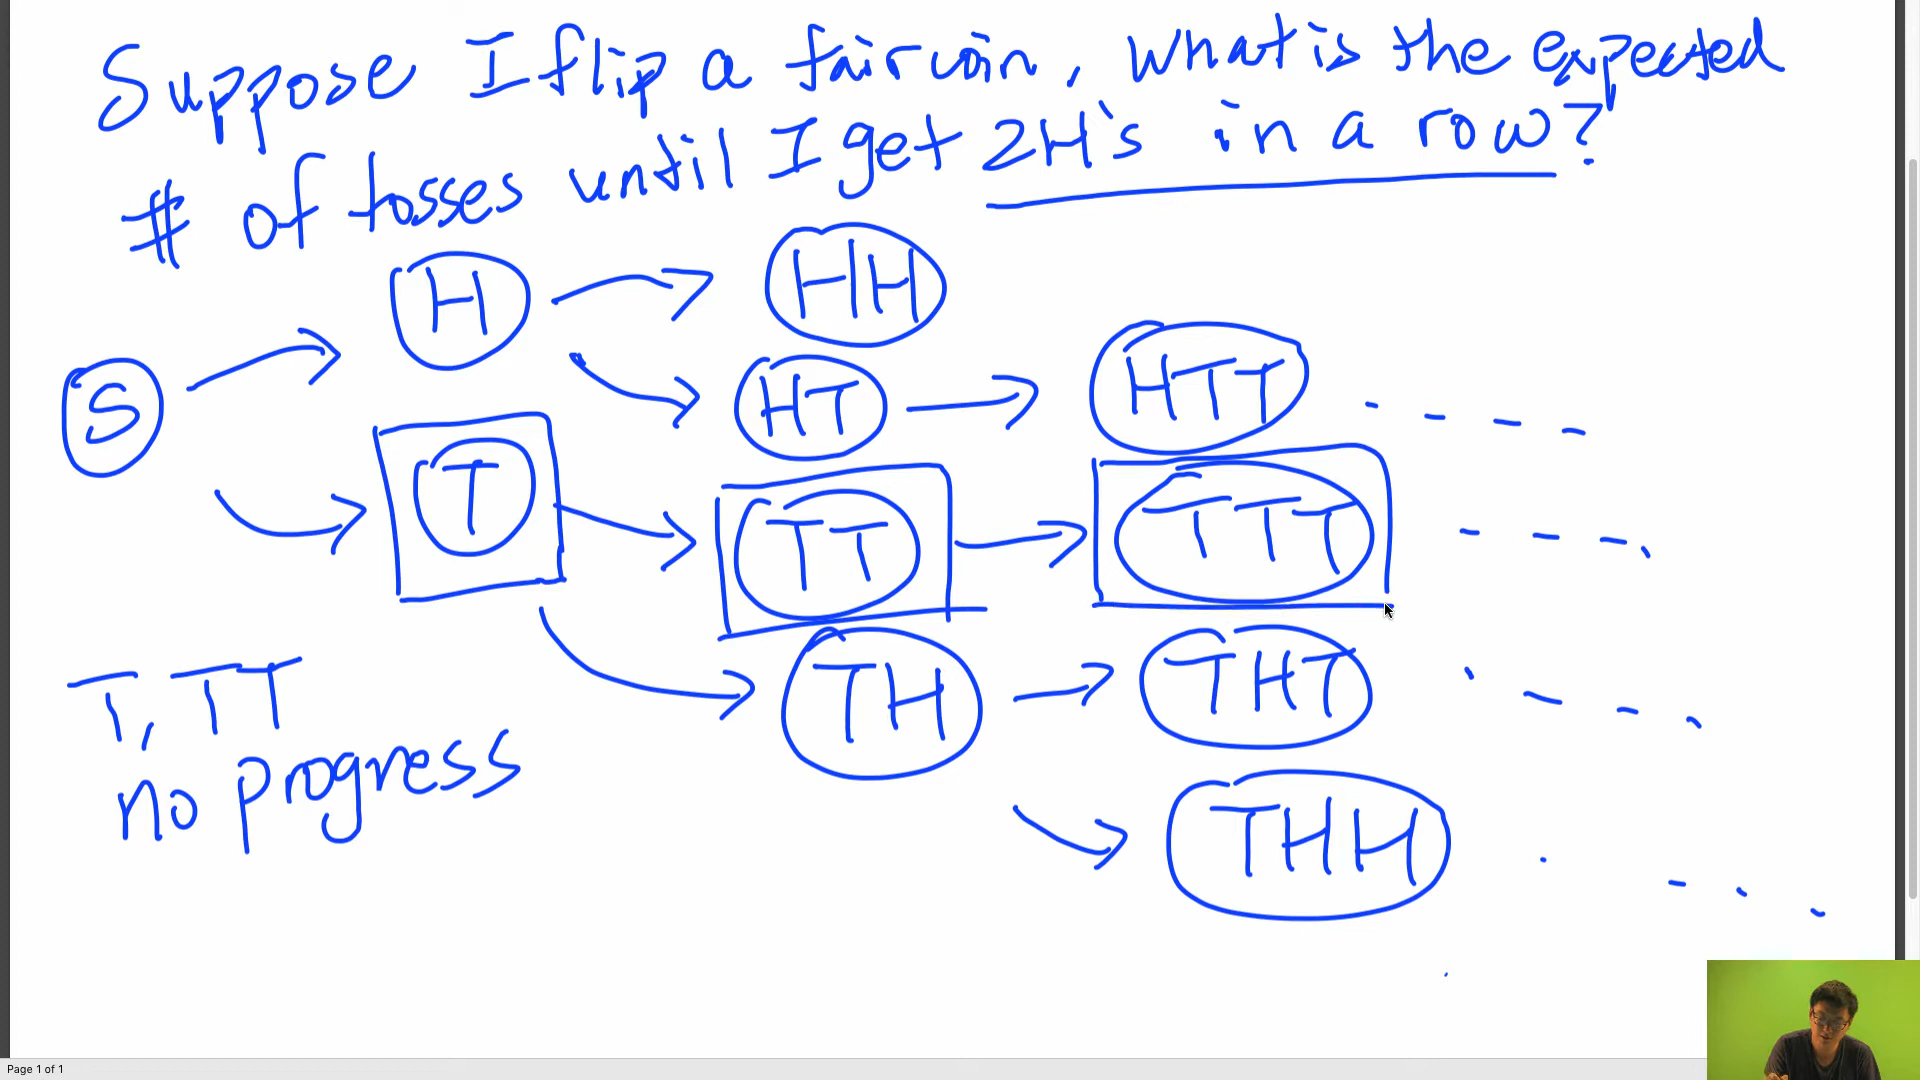 Suppose I flip a fair coin, What is the expected
# of tosses until I get 2H's in a row?
H HH
S HT HTT
T TT TTT
TH THT
T, TT
no progress
THH
Page 1 of 1